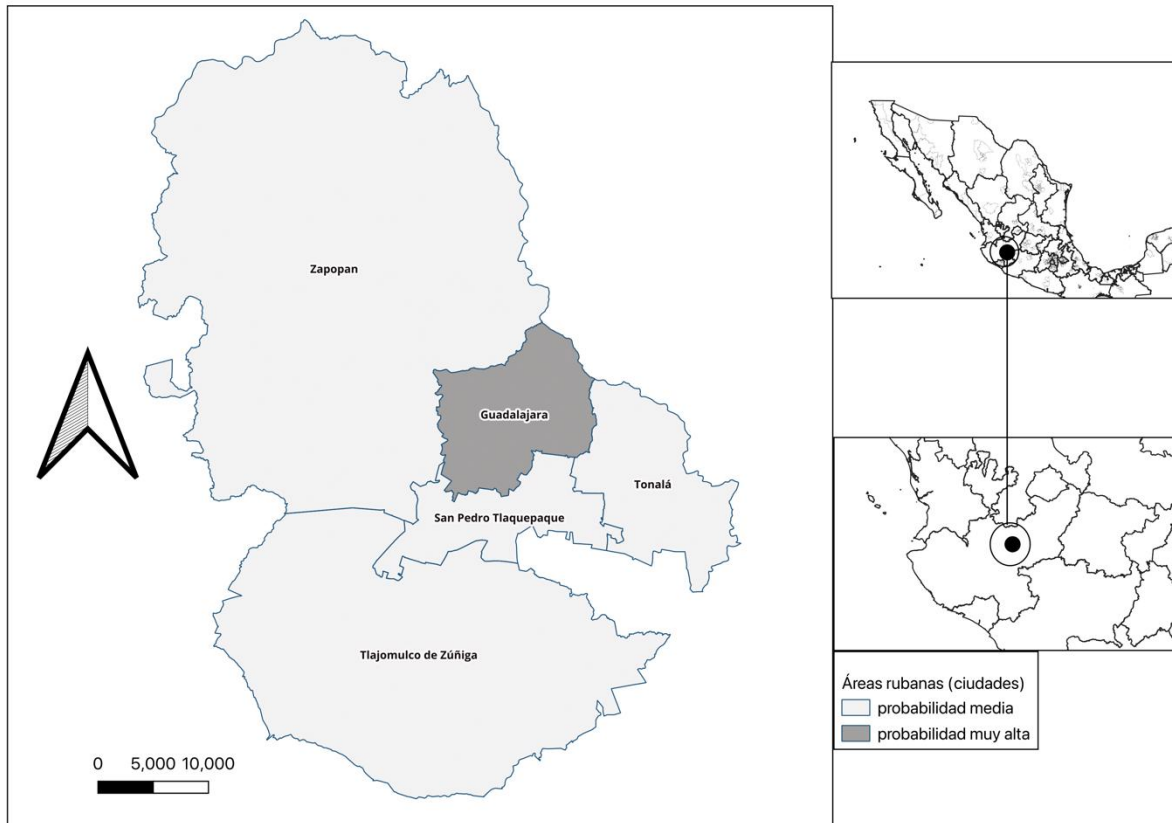 Zapopan
Guadalajara
Tonalá
San Pedro Tlaquepaque
Tlajomulco de Zúñiga
0 5,000 10,000
Áreas rubanas (ciudades)
probabilidad media
probabilidad muy alta